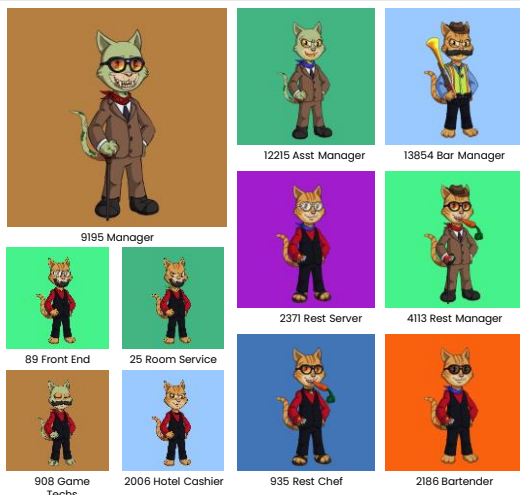 12215 Asst Manager
13854 Bar Manager
9195 Manager
2371 Rest Server
4113 Rest Manager
89 Front End
25 Room Service
908 Game
Techs
2006 Hotel Cashier
935 Rest Chef
2186 Bartender